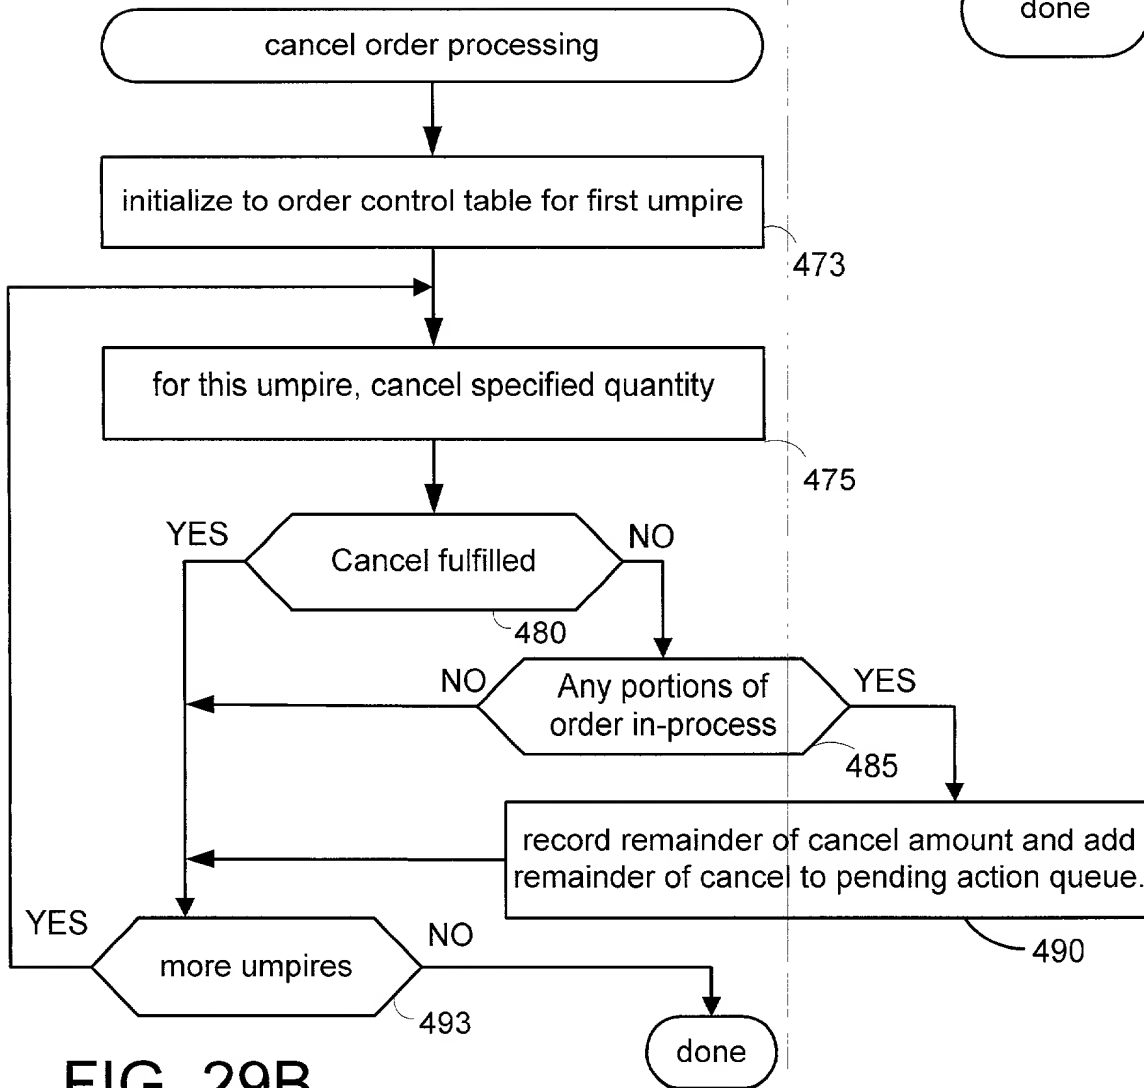 done
cancel order processing
initialize to order control table for first umpire
473
for this umpire, cancel specified quantity
475
YES
NO
Cancel fulfilled
480
NO
Any portions of
order in-process
YES
485
record remainder of cancel amount and add
remainder of cancel to pending action queue.
490
YES
more umpires
NO
493
done
FIG. 29B